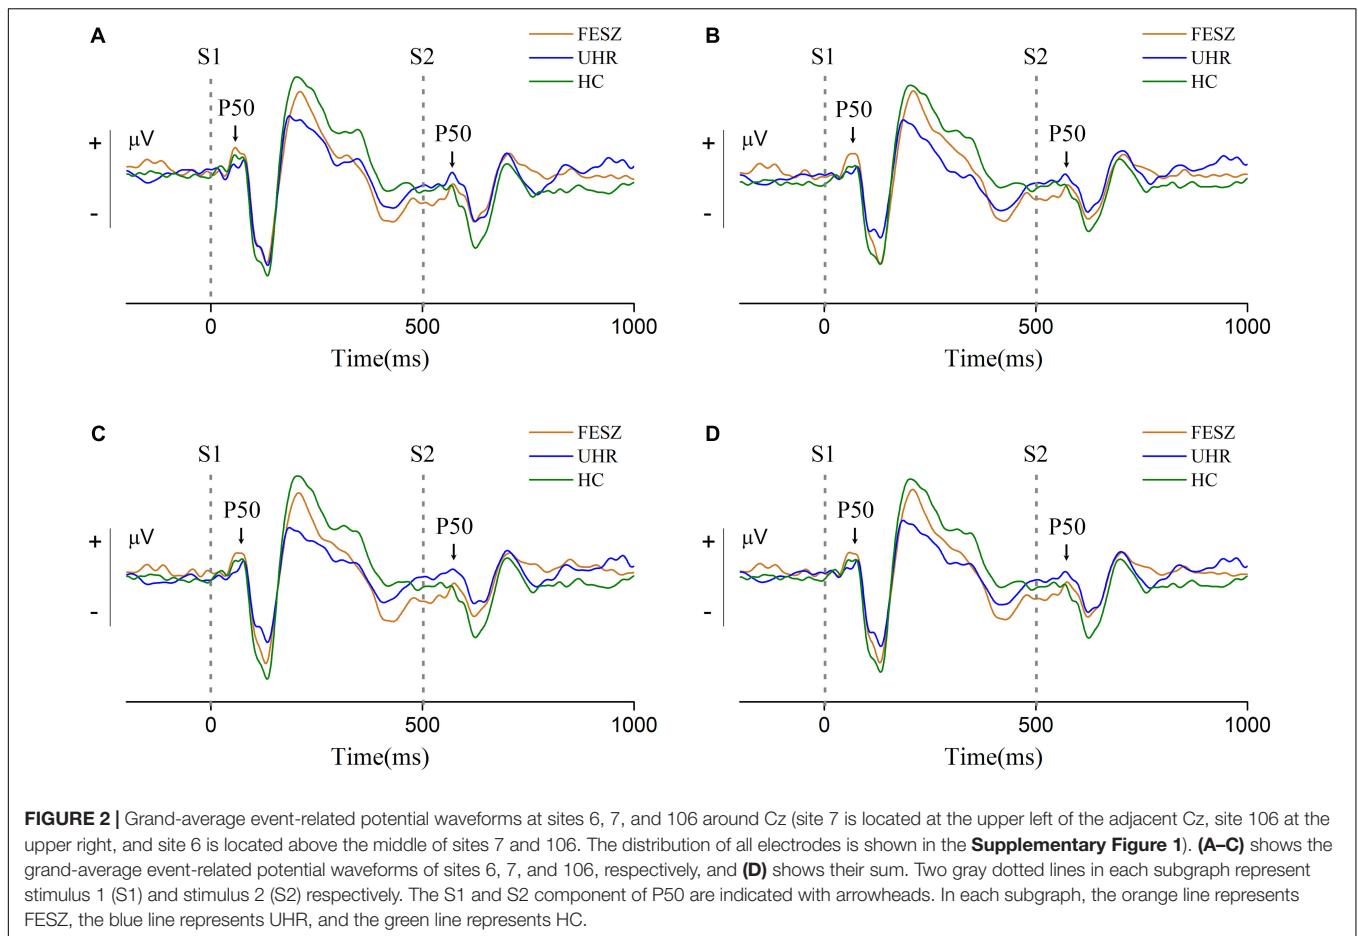 A
FESZ
UHR
HC
S1
S2
P50
P50
+
μV
-
0
500
1000
Time(ms)
B
FESZ
UHR
HC
S1
S2
P50
P50
+
μV
-
0
500
1000
Time(ms)
C
FESZ
UHR
HC
S1
S2
P50
P50
+
μV
-
0
500
1000
Time(ms)
D
FESZ
UHR
HC
S1
S2
P50
P50
+
μV
-
0
500
1000
Time(ms)
FIGURE 2 | Grand-average event-related potential waveforms at sites 6, 7, and 106 around Cz (site 7 is located at the upper left of the adjacent Cz, site 106 at the
upper right, and site 6 is located above the middle of sites 7 and 106. The distribution of all electrodes is shown in the Supplementary Figure 1). (A–C) shows the
grand-average event-related potential waveforms of sites 6, 7, and 106, respectively, and (D) shows their sum. Two gray dotted lines in each subgraph represent
stimulus 1 (S1) and stimulus 2 (S2) respectively. The S1 and S2 component of P50 are indicated with arrowheads. In each subgraph, the orange line represents
FESZ, the blue line represents UHR, and the green line represents HC.